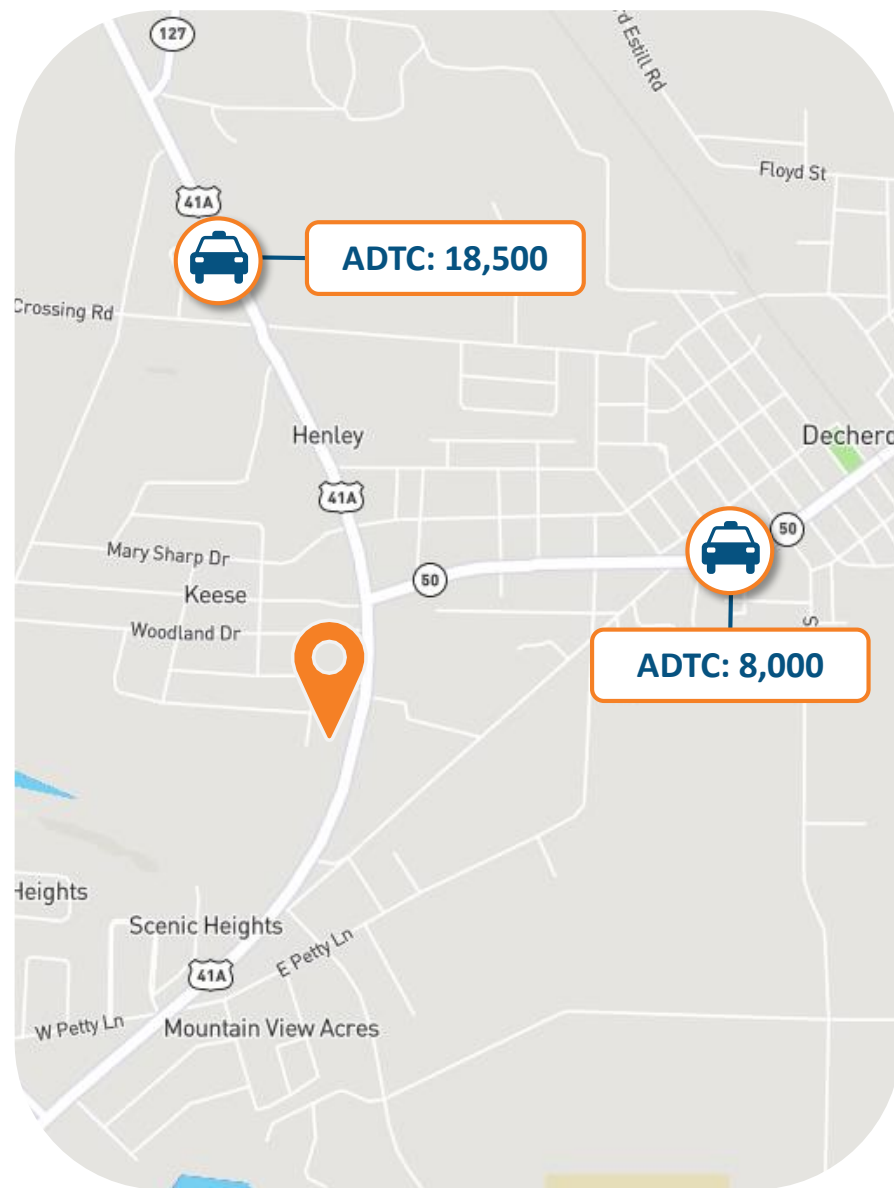 127
rd Estill Rd
Floyd St
41A
ADTC: 18,500
Crossing Rd
Henley
Decherd
41A
50
Mary Sharp Dr
50
Keese
Woodland Dr
S
ADTC: 8,000
Heights
Scenic Heights
E Petty Ln
41A
W Petty Ln
Mountain View Acres